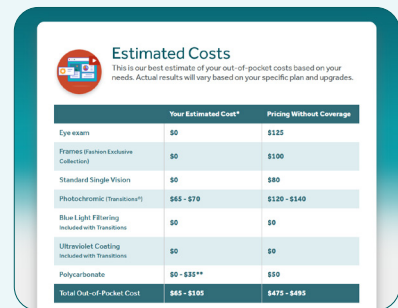 Estimated Costs
This is our best estimate of your out-of-pocket costs based on your
needs. Actual results will vary based on your specific plan and upgrades.
Your Estimated Cost* Pricing Without Coverage
Eye exam $0 $125
Frames (Fashion Exclusive
Collection) $0 $100
Standard Single Vision $0 $80
Photochromic (Transitions®) $65 - $70 $120 - $140
Blue Light Filtering
Included with Transitions $0 $0
Ultraviolet Coating
Included with Transitions $0 $0
Polycarbonate $0 - $35** $50
Total Out-of-Pocket Cost $65 - $105 $475 - $495